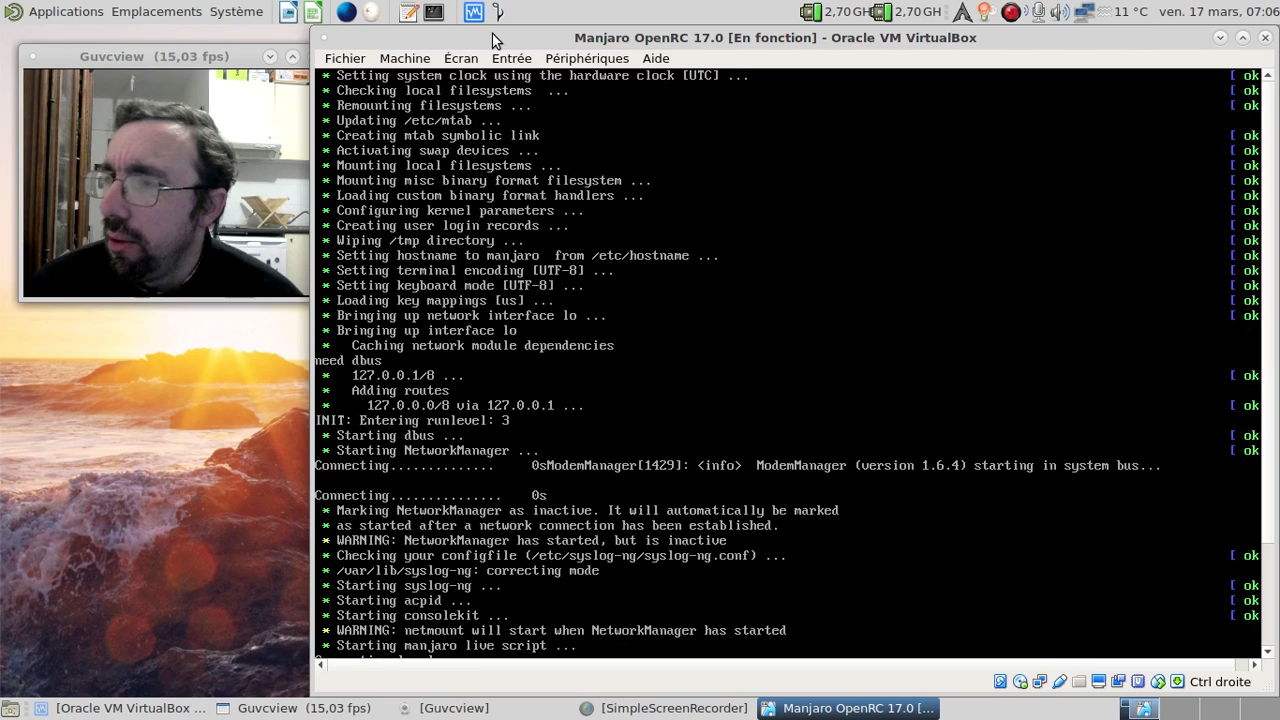 Applications Emplacements Système
2,70 GH 2,70 GH 11 °C ven. 17 mars, 07:06
Guvcview (15,03 fps)
Manjaro OpenRC 17.0 [En fonction] - Oracle VM VirtualBox
Fichier Machine Écran Entrée Périphériques Aide
* Setting system clock using the hardware clock [UTC] ... [ ok
* Checking local filesystems ... [ ok
* Remounting filesystems ... [ ok
* Updating /etc/mtab ...
* Creating mtab symbolic link [ ok
* Activating swap devices ... [ ok
* Mounting local filesystems ... [ ok
* Mounting misc binary format filesystem ... [ ok
* Loading custom binary format handlers ... [ ok
* Configuring kernel parameters ... [ ok
* Creating user login records ... [ ok
* Wiping /tmp directory ... [ ok
* Setting hostname to manjaro from /etc/hostname ... [ ok
* Setting terminal encoding [UTF-8] ... [ ok
* Setting keyboard mode [UTF-8] ... [ ok
* Loading key mappings [us] ... [ ok
* Bringing up network interface lo ... [ ok
* Bringing up interface lo
* Caching network module dependencies
need dbus
* 127.0.0.1/8 ... [ ok
* Adding routes
* 127.0.0.0/8 via 127.0.0.1 ... [ ok
INIT: Entering runlevel: 3
* Starting dbus ... [ ok
* Starting NetworkManager ... [ ok
Connecting............. 0sModemManager[1429]: <info> ModemManager (version 1.6.4) starting in system bus...
Connecting............... 0s
* Marking NetworkManager as inactive. It will automatically be marked
* as started after a network connection has been established.
* WARNING: NetworkManager has started, but is inactive
* Checking your configfile (/etc/syslog-ng/syslog-ng.conf) ... [ ok
* /var/lib/syslog-ng: correcting mode
* Starting syslog-ng ... [ ok
* Starting acpid ... [ ok
* Starting consolekit ... [ ok
* WARNING: netmount will start when NetworkManager has started
* Starting manjaro live script ...
Ctrl droite
[Oracle VM VirtualBox ... Guvcview (15,03 fps) [Guvcview] [SimpleScreenRecorder] Manjaro OpenRC 17.0 [...